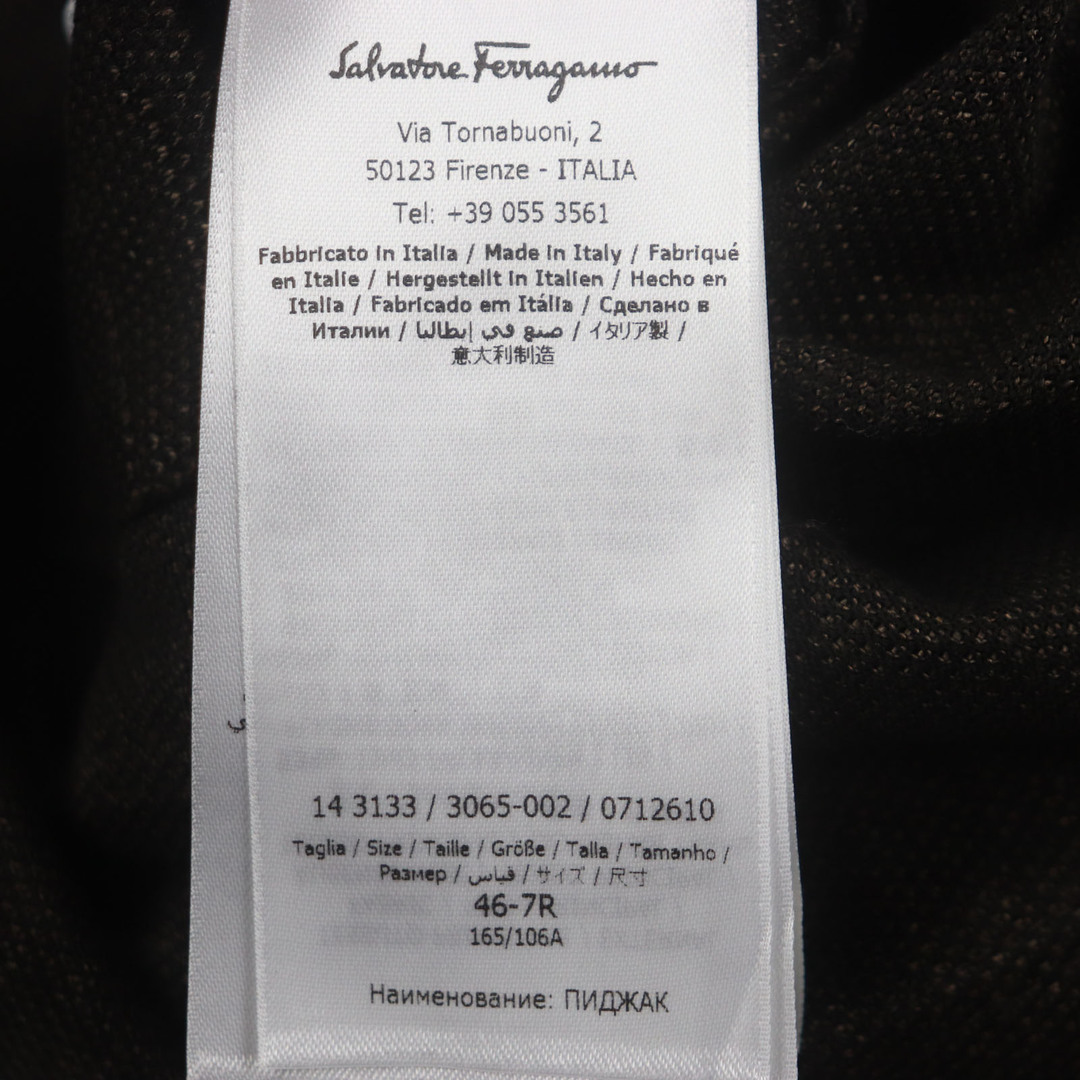 Salvatore Ferragamo
Via Tornabuoni, 2
50123 Firenze - ITALIA
Tel: +39 055 3561
Fabbricato in Italia / Made in Italy / Fabriqué
en Italie / Hergestellt in Italien / Hecho en
Italia / Fabricado em Itália / Сделано в
Италии / صنع في إيطاليا / イタリア製 /
意大利制造
14 3133 / 3065-002 / 0712610
Taglia / Size / Taille / Größe / Talla / Tamanho /
Размер / قياس / サイズ / 尺寸
46-7R
165/106A
Наименование: ПИДЖАК